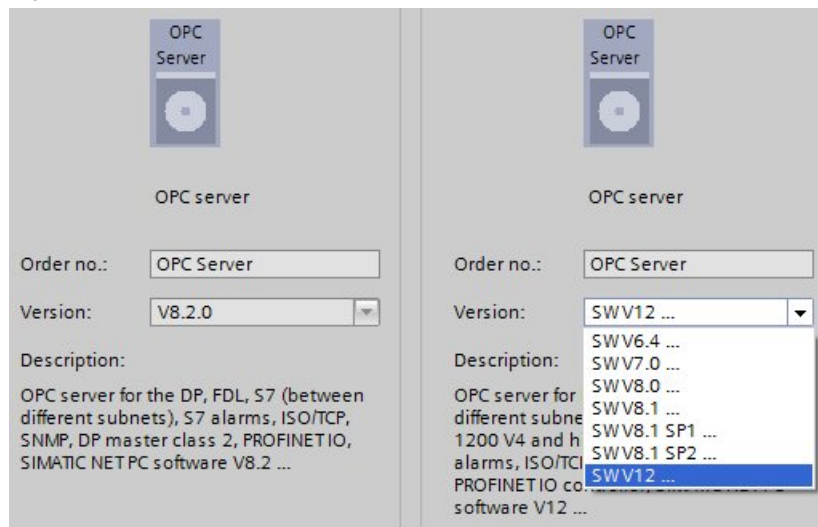 OPC
Server
OPC server
Order no.: OPC Server
Version: V8.2.0
Description:
OPC server for the DP, FDL, S7 (between
different subnets), S7 alarms, ISO/TCP,
SNMP, DP master class 2, PROFINET IO,
SIMATIC NET PC software V8.2 ...
OPC
Server
OPC server
Order no.: OPC Server
Version: SW V12 ...
SW V6.4 ...
SW V7.0 ...
SW V8.0 ...
SW V8.1 ...
SW V8.1 SP1 ...
SW V8.1 SP2 ...
SW V12 ...
Description:
OPC server for
different subne
1200 V4 and h
alarms, ISO/TCI
PROFINET IO
software V12 ...